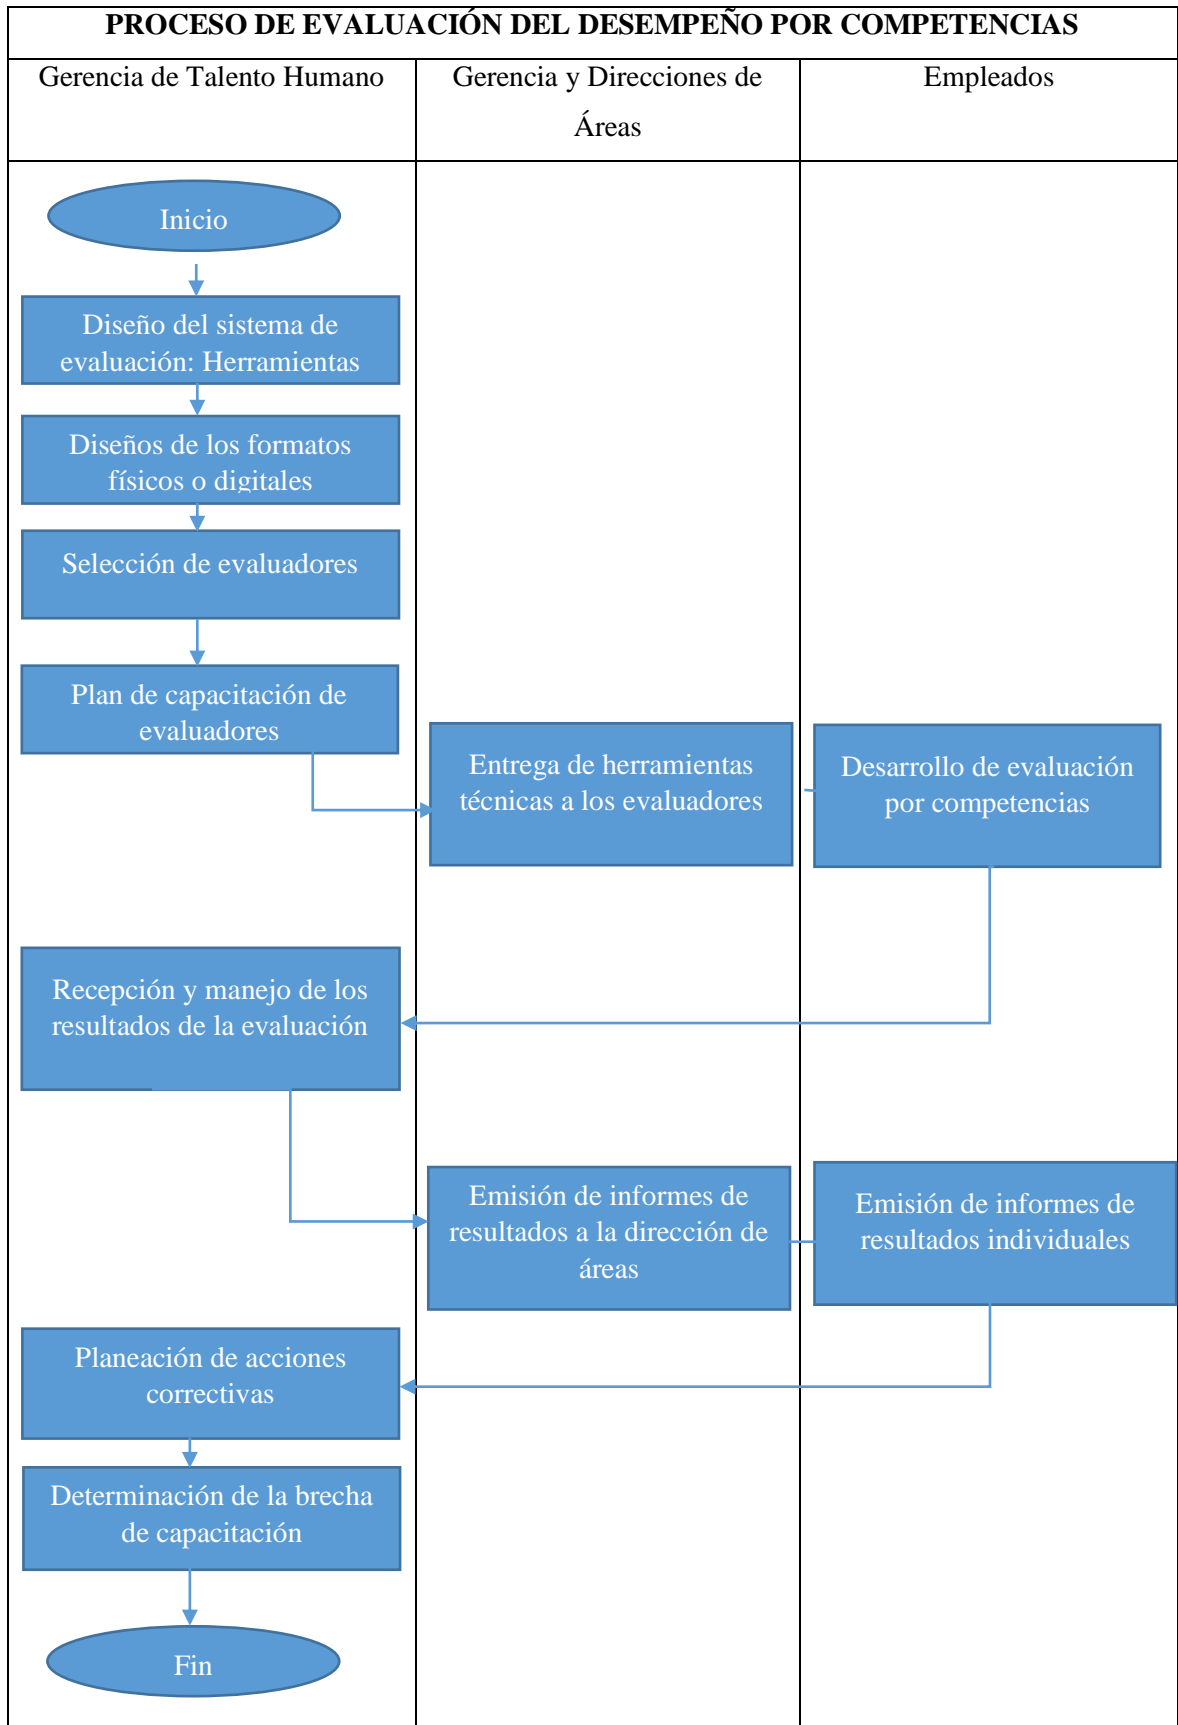 PROCESO DE EVALUACIÓN DEL DESEMPEÑO POR COMPETENCIAS
Gerencia de Talento Humano
Gerencia y Direcciones de
Áreas
Empleados
Inicio
Diseño del sistema de
evaluación: Herramientas
Diseños de los formatos
físicos o digitales
Selección de evaluadores
Plan de capacitación de
evaluadores
Entrega de herramientas
técnicas a los evaluadores
Desarrollo de evaluación
por competencias
Recepción y manejo de los
resultados de la evaluación
Emisión de informes de
resultados a la dirección de
áreas
Emisión de informes de
resultados individuales
Planeación de acciones
correctivas
Determinación de la brecha
de capacitación
Fin